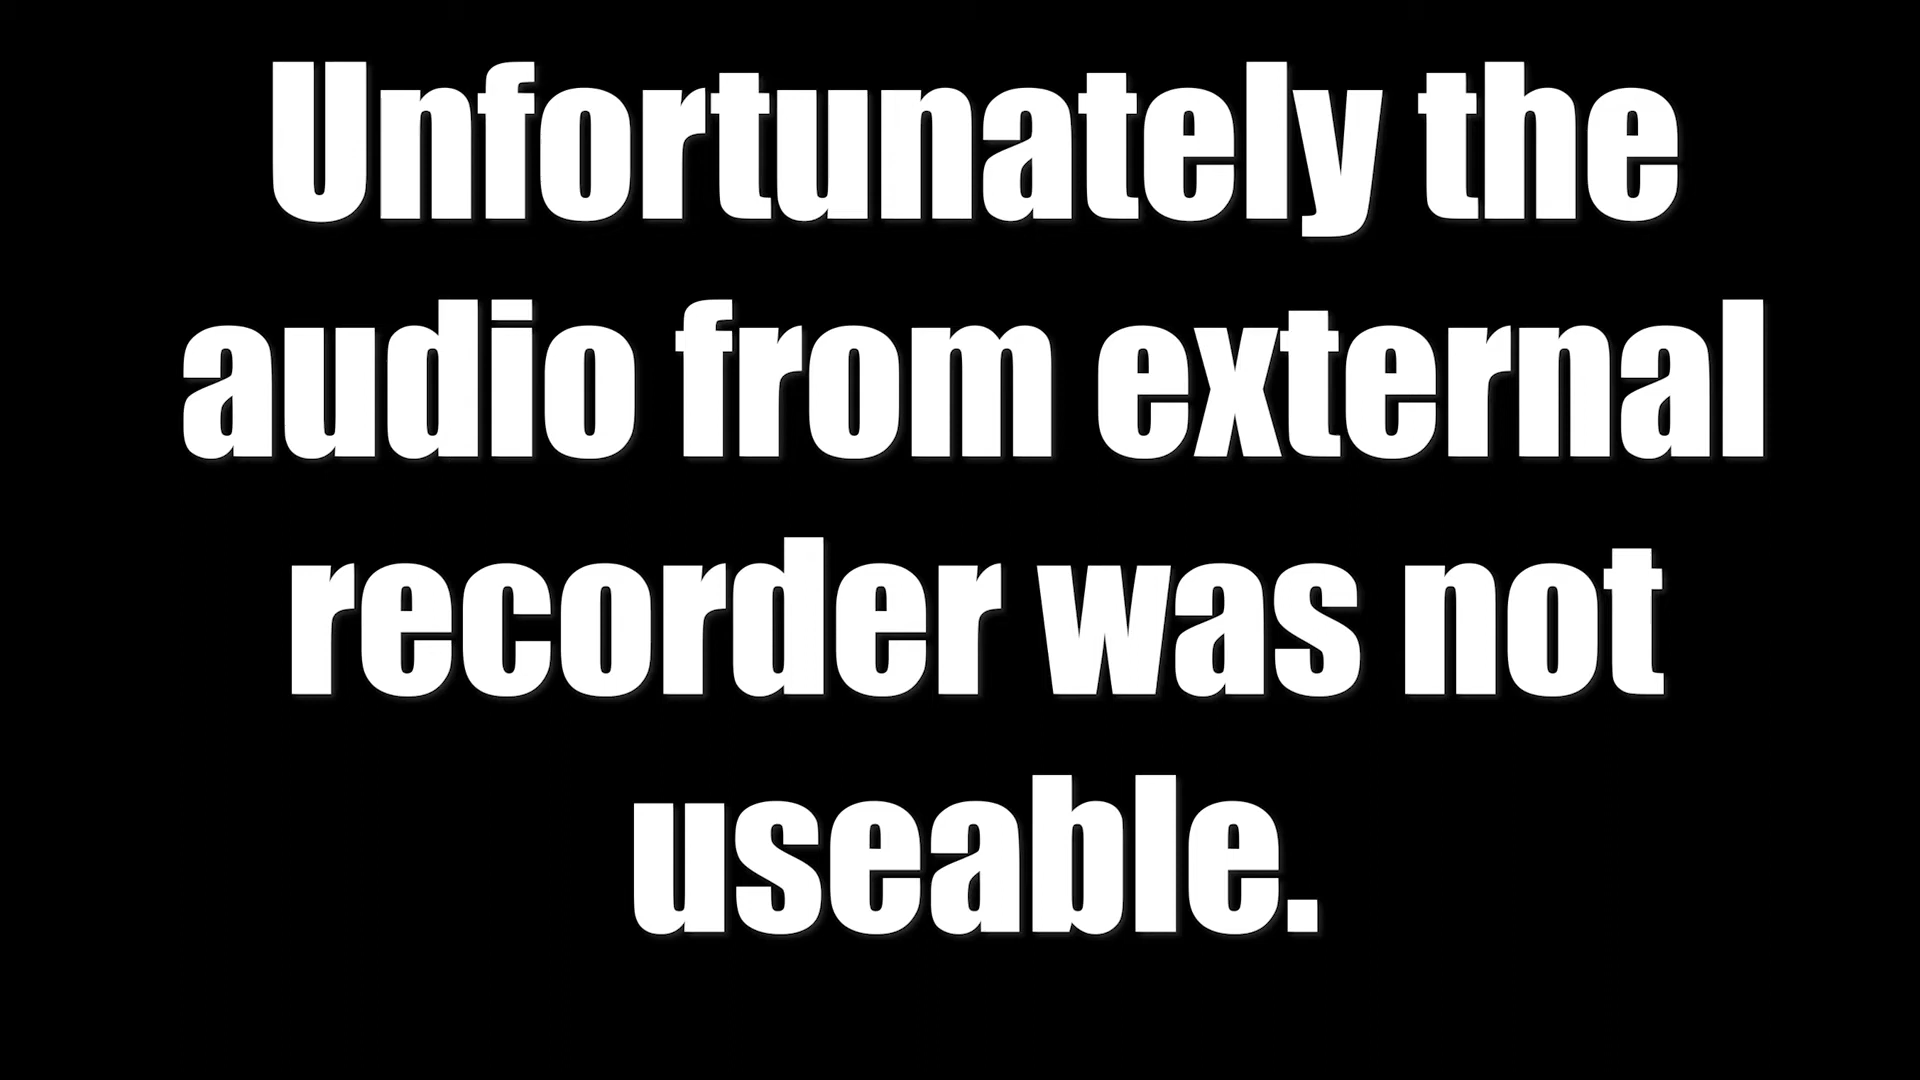 Unfortunately the
audio from external
recorder was not
useable.